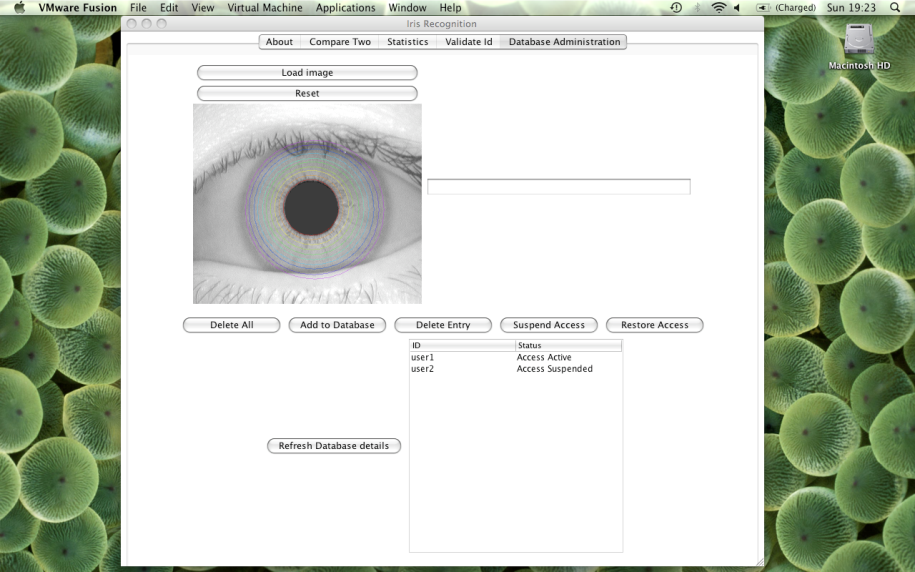 VMware Fusion File Edit View Virtual Machine Applications Window Help (Charged) Sun 19:23
Iris Recognition
About Compare Two Statistics Validate Id Database Administration
Macintosh HD
Load image
Reset
Delete All Add to Database Delete Entry Suspend Access Restore Access
ID Status
user1 Access Active
user2 Access Suspended
Refresh Database details